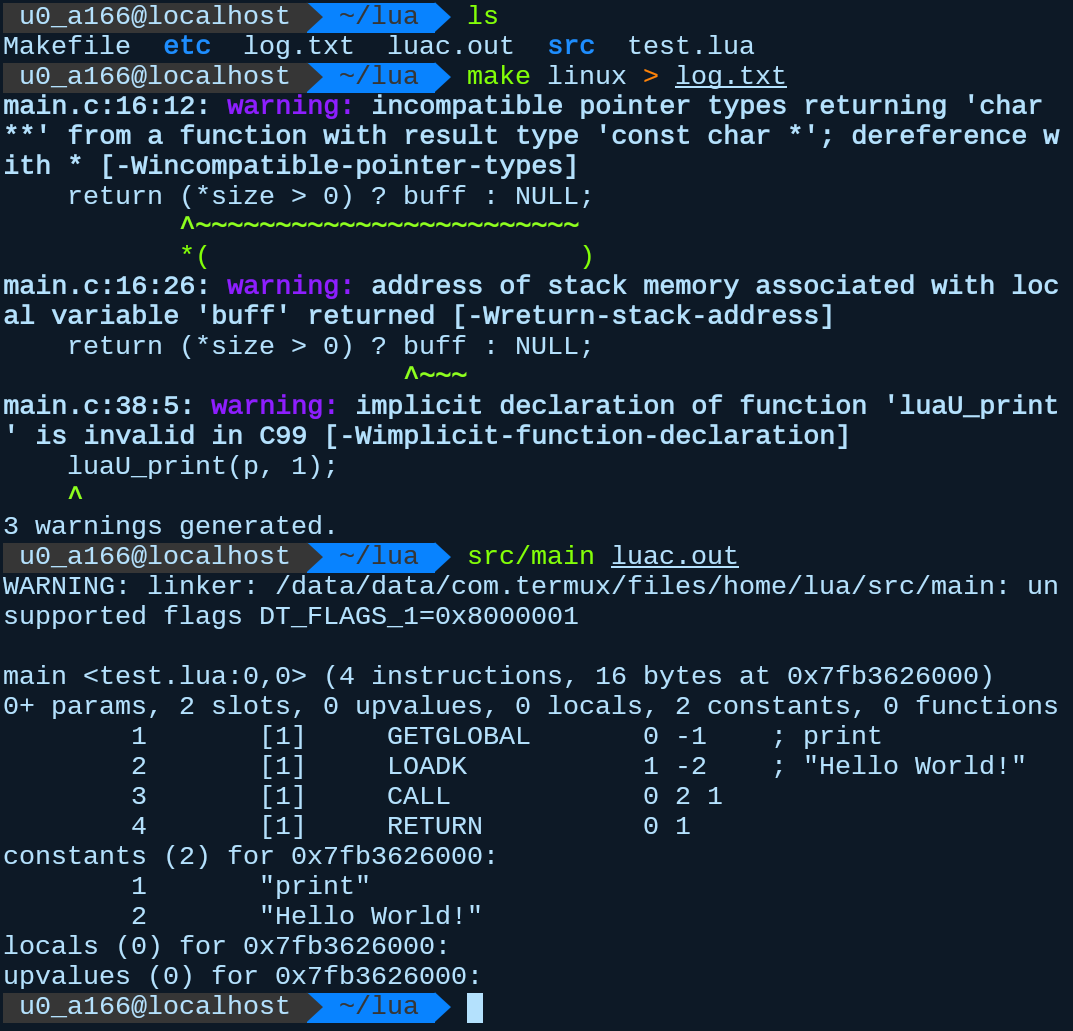 u0_a166@localhost ~/lua ls
Makefile  etc  log.txt  luac.out  src  test.lua
u0_a166@localhost ~/lua make linux > log.txt
main.c:16:12: warning: incompatible pointer types returning 'char
**' from a function with result type 'const char *'; dereference w
ith * [-Wincompatible-pointer-types]
    return (*size > 0) ? buff : NULL;
           ^~~~~~~~~~~~~~~~~~~~~~~~~
           *(                       )
main.c:16:26: warning: address of stack memory associated with loc
al variable 'buff' returned [-Wreturn-stack-address]
    return (*size > 0) ? buff : NULL;
                         ^~~~
main.c:38:5: warning: implicit declaration of function 'luaU_print
' is invalid in C99 [-Wimplicit-function-declaration]
    luaU_print(p, 1);
    ^
3 warnings generated.
u0_a166@localhost ~/lua src/main luac.out
WARNING: linker: /data/data/com.termux/files/home/lua/src/main: un
supported flags DT_FLAGS_1=0x8000001

main <test.lua:0,0> (4 instructions, 16 bytes at 0x7fb3626000)
0+ params, 2 slots, 0 upvalues, 0 locals, 2 constants, 0 functions
        1       [1]     GETGLOBAL       0 -1    ; print
        2       [1]     LOADK           1 -2    ; "Hello World!"
        3       [1]     CALL            0 2 1
        4       [1]     RETURN          0 1
constants (2) for 0x7fb3626000:
        1       "print"
        2       "Hello World!"
locals (0) for 0x7fb3626000:
upvalues (0) for 0x7fb3626000:
u0_a166@localhost ~/lua